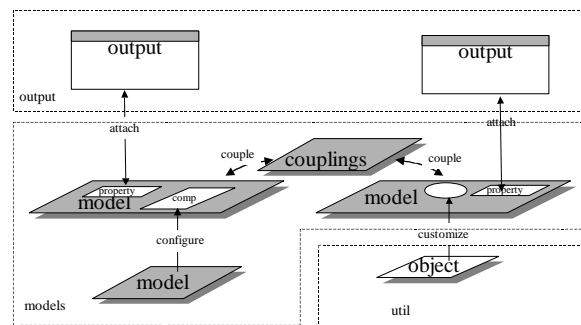 output
output
output
attach
attach
couple
couplings
couple
property
comp
model
model
property
configure
customize
model
object
models
util